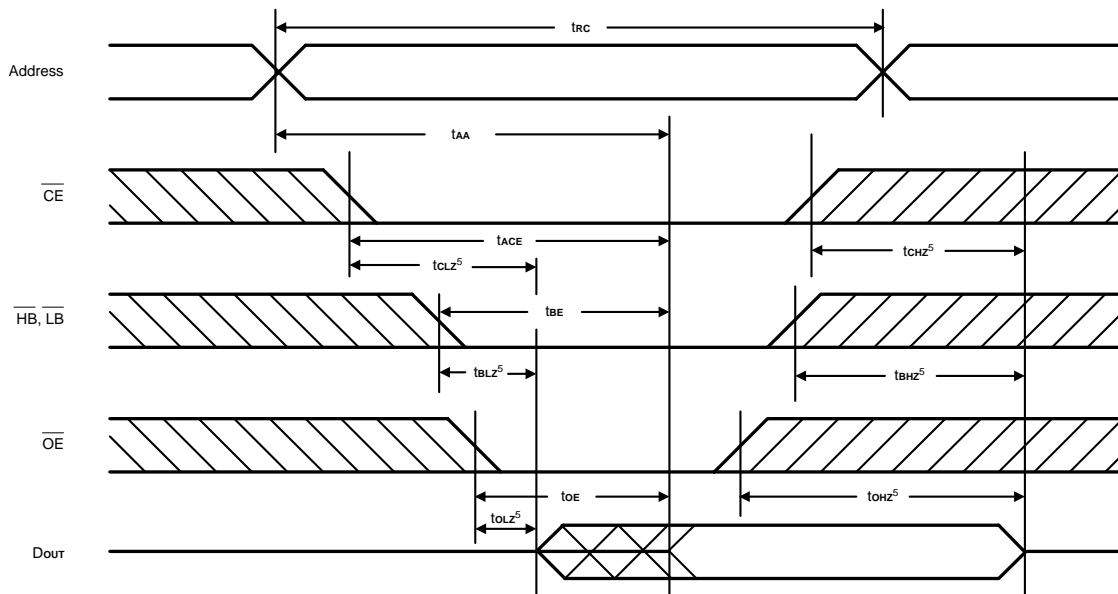 tRC
Address
tAA
CE
tACE
tCHZ5
tCLZ5
HB, LB
tBE
tBLZ5
tBHZ5
OE
tOE
tOHZ5
tOLZ5
DOUT